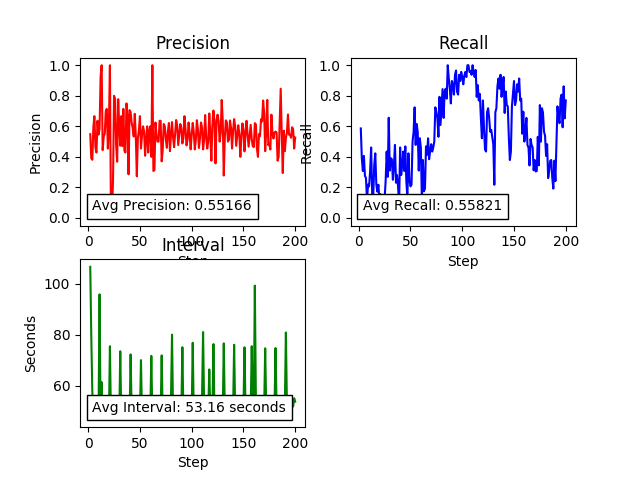 Precision
1.0
0.8
0.6
0.4
0.2
0.0
Precision
Avg Precision: 0.55166
0 50 100 150 200
Step
Recall
1.0
0.8
0.6
0.4
0.2
0.0
Recall
Avg Recall: 0.55821
0 50 100 150 200
Step
Interval
100
80
60
Seconds
Avg Interval: 53.16 seconds
0 50 100 150 200
Step